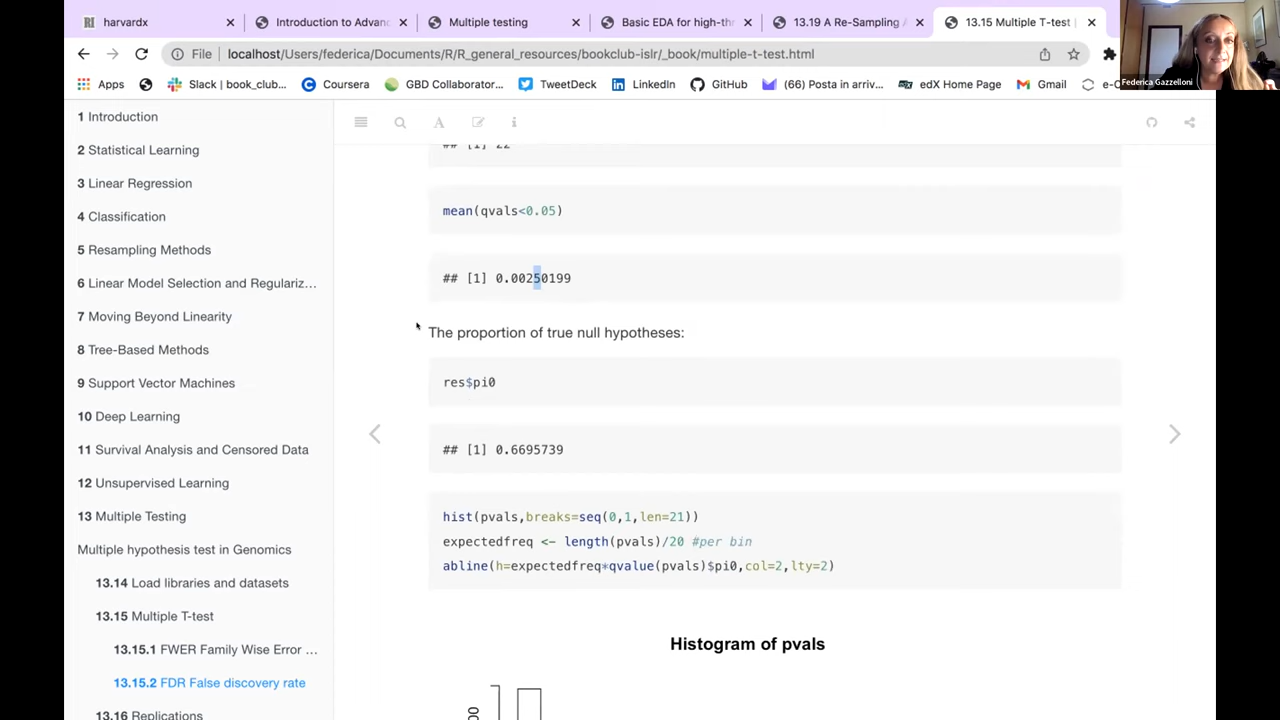 harvardx
Introduction to Advan
Multiple testing
Basic EDA for high-thr
13.19 A Re-Sampling A
13.15 Multiple T-test |
File
localhost/Users/federica/Documents/R/R_general_resources/bookclub-islr/_book/multiple-t-test.html
Federica Gazzelloni
Apps
Slack | book_club...
Coursera
GBD Collaborator...
TweetDeck
LinkedIn
GitHub
(66) Posta in arriv...
edX Home Page
Gmail
e-C
1 Introduction
2 Statistical Learning
3 Linear Regression
4 Classification
5 Resampling Methods
6 Linear Model Selection and Regulariz...
7 Moving Beyond Linearity
8 Tree-Based Methods
9 Support Vector Machines
10 Deep Learning
11 Survival Analysis and Censored Data
12 Unsupervised Learning
13 Multiple Testing
Multiple hypothesis test in Genomics
13.14 Load libraries and datasets
13.15 Multiple T-test
13.15.1 FWER Family Wise Error ...
13.15.2 FDR False discovery rate
13.16 Replications
## [1] 22
mean(qvals<0.05)
## [1] 0.00250199
The proportion of true null hypotheses:
res$pi0
## [1] 0.6695739
hist(pvals,breaks=seq(0,1,len=21))
expectedfreq <- length(pvals)/20 #per bin
abline(h=expectedfreq*qvalue(pvals)$pi0,col=2,lty=2)
Histogram of pvals